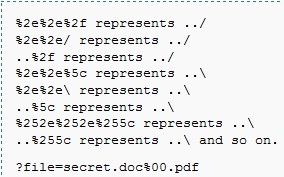 %2e%2e%2f represents ../
%2e%2e/ represents ../
..%2f represents ../
%2e%2e%5c represents ..\
%2e%2e\ represents ..\
..%5c represents ..\
%252e%252e%255c represents ..\
..%255c represents ..\ and so on.
?file=secret.doc%00.pdf